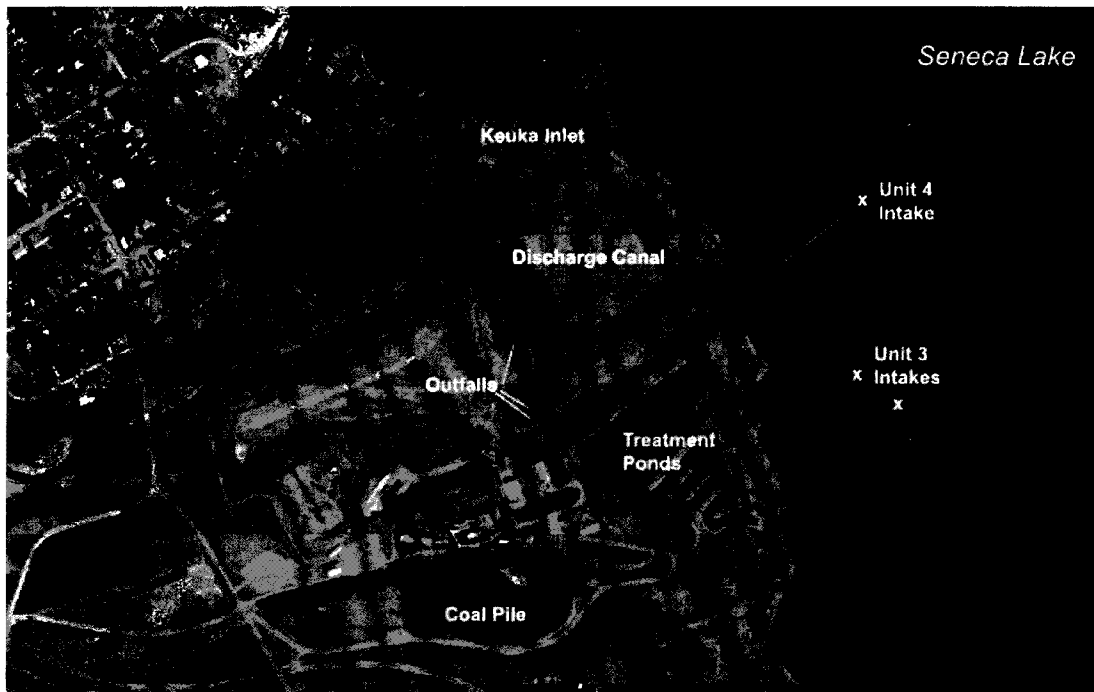 Seneca Lake
Keuka Inlet
x Unit 4
Intake
Discharge Canal
Unit 3
x Intakes
x
Outfalls
Treatment
Ponds
Coal Pile